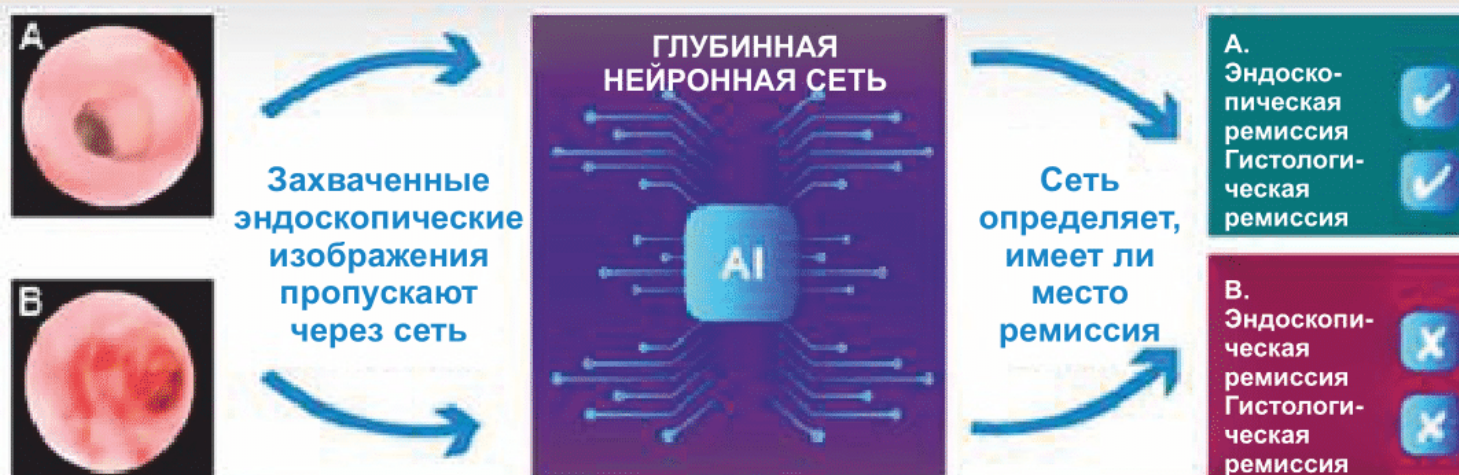 A
Захваченные
эндоскопические
изображения
пропускают
через сеть
B
ГЛУБИННАЯ
НЕЙРОННАЯ СЕТЬ
AI
Сеть
определяет,
имеет ли
место
ремиссия
A.
Эндоско-
пическая
ремиссия
Гистологи-
ческая
ремиссия
B.
Эндоскопи-
ческая
ремиссия
Гистологи-
ческая
ремиссия